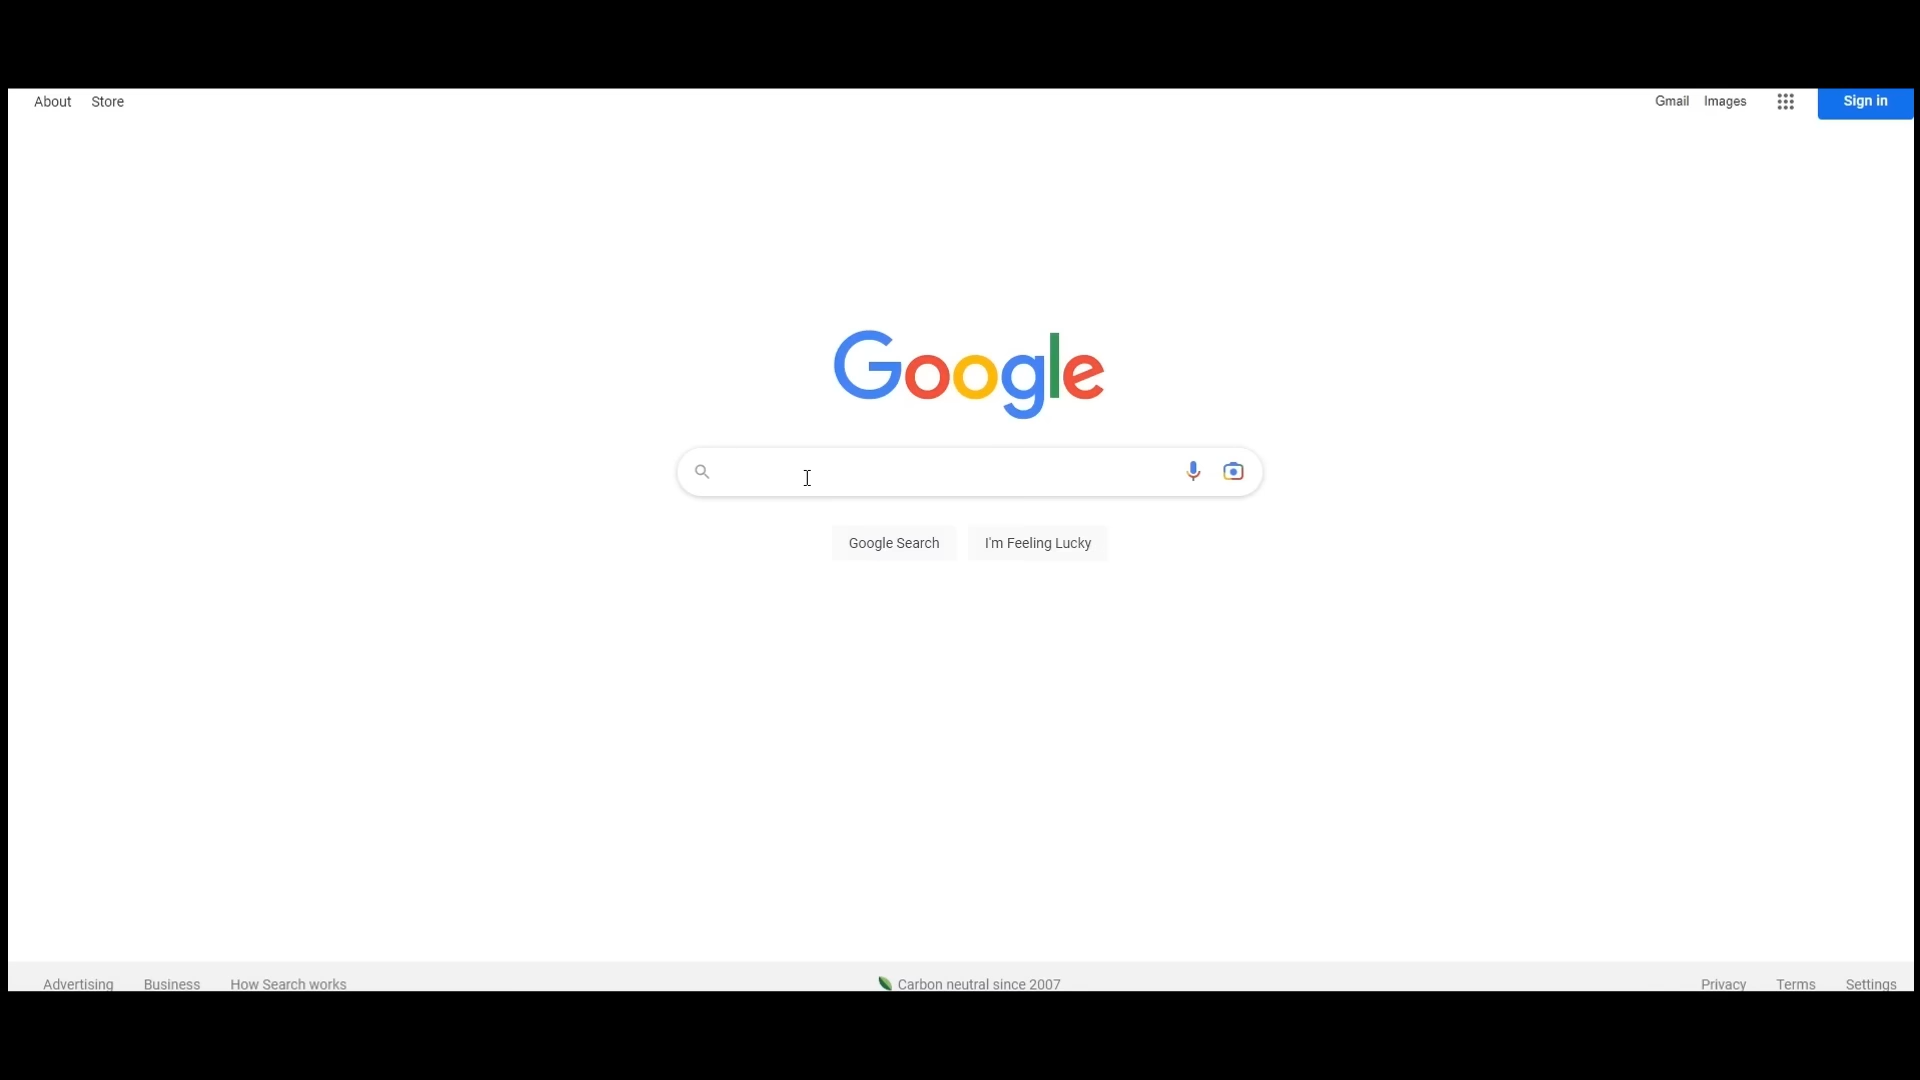 About Store
Gmail Images Sign in
Google
Google Search I'm Feeling Lucky
Advertising Business How Search works
Carbon neutral since 2007
Privacy Terms Settings